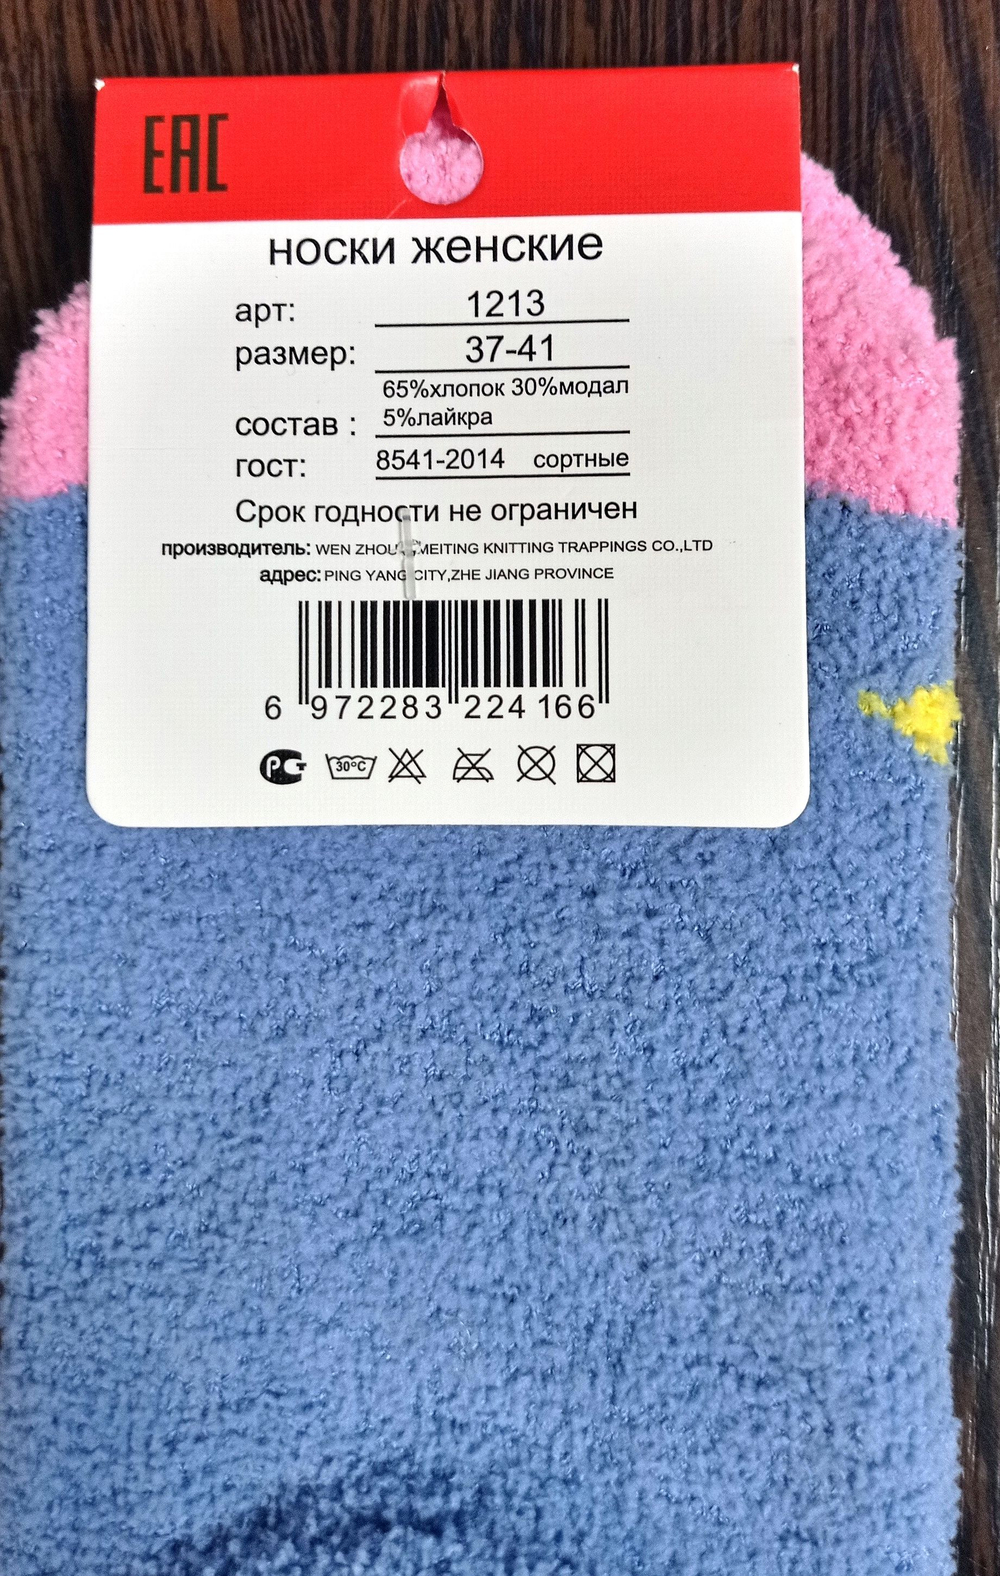 ЕАС
носки женские
арт: 1213
размер: 37-41
65%хлопок 30%модал
состав : 5%лайкра
гост: 8541-2014 сортные
Срок годности не ограничен
производитель: WEN ZHOU MEITING KNITTING TRAPPINGS CO.,LTD
адрес: PING YANG CITY,ZHE JIANG PROVINCE
6 972283 224166
РСТ 30°C